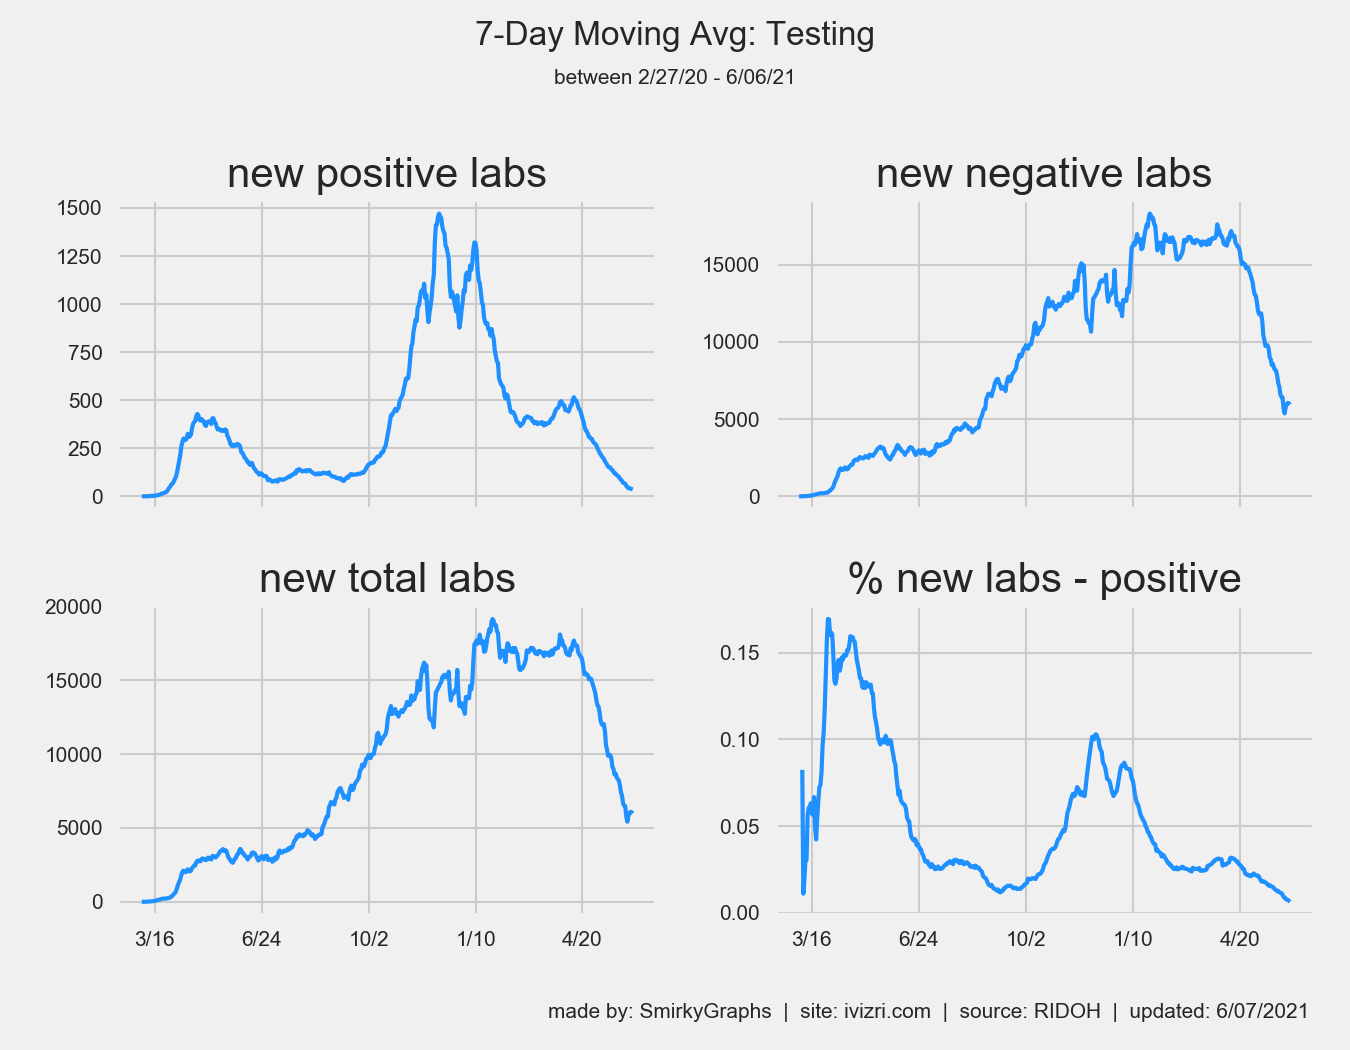 7-Day Moving Avg: Testing
between 2/27/20 - 6/06/21
new positive labs
1500
1250
1000
750
500
250
0
new negative labs
15000
10000
5000
0
new total labs
20000
15000
10000
5000
0
3/16 6/24 10/2 1/10 4/20
% new labs - positive
0.15
0.10
0.05
0.00
3/16 6/24 10/2 1/10 4/20
made by: SmirkyGraphs | site: ivizri.com | source: RIDOH | updated: 6/07/2021